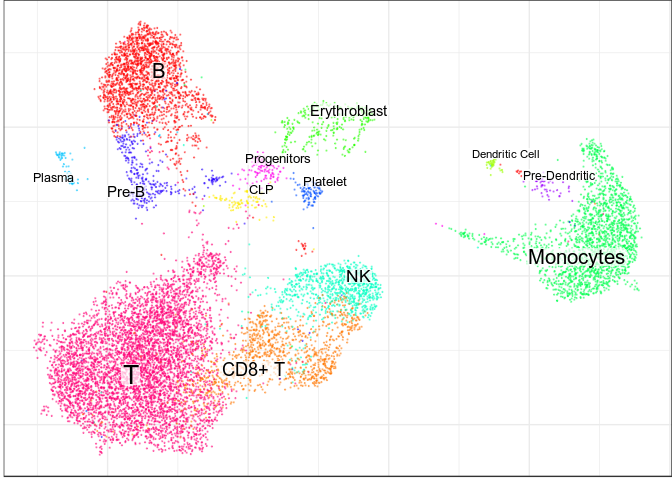 B
Erythroblast
Progenitors
Dendritic Cell
Plasma
Pre-B
CLP
Platelet
Pre-Dendritic
Monocytes
NK
T
CD8+ T